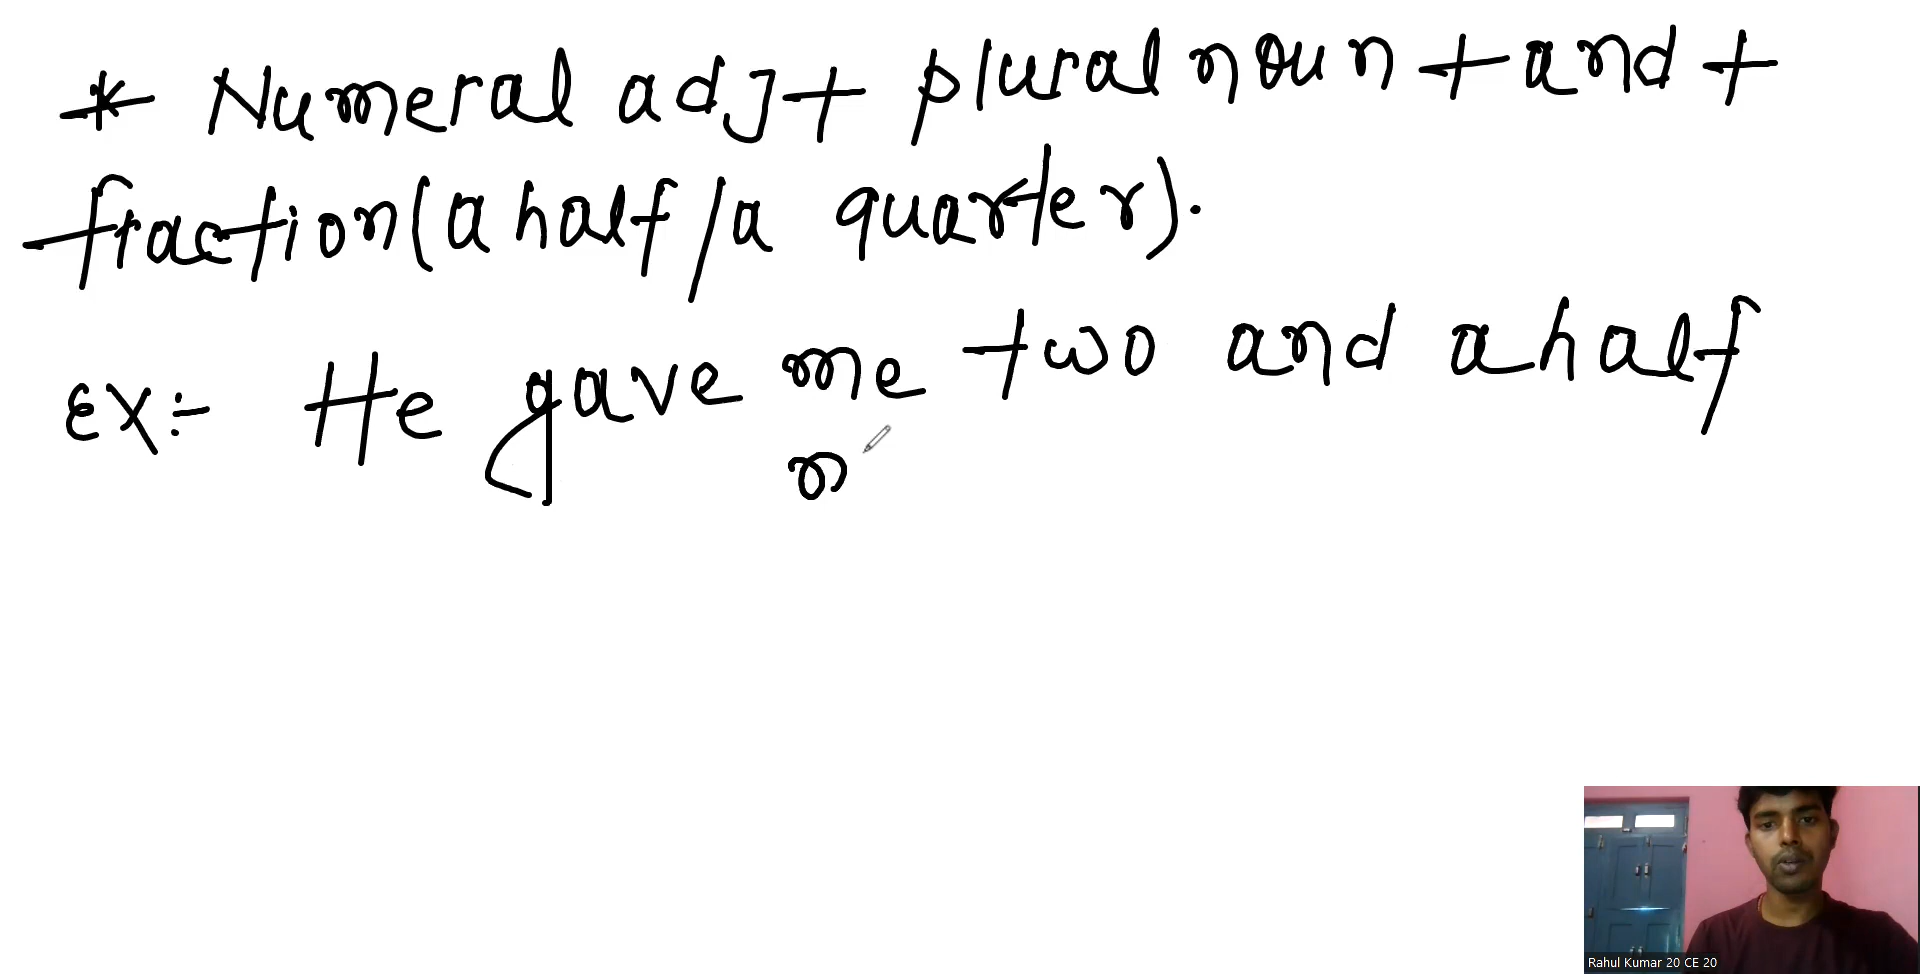 * Numeral adj + plural noun + and +
fraction (a half / a quarter).
Ex:- He gave me two and a half
Rahul Kumar 20 CE 20